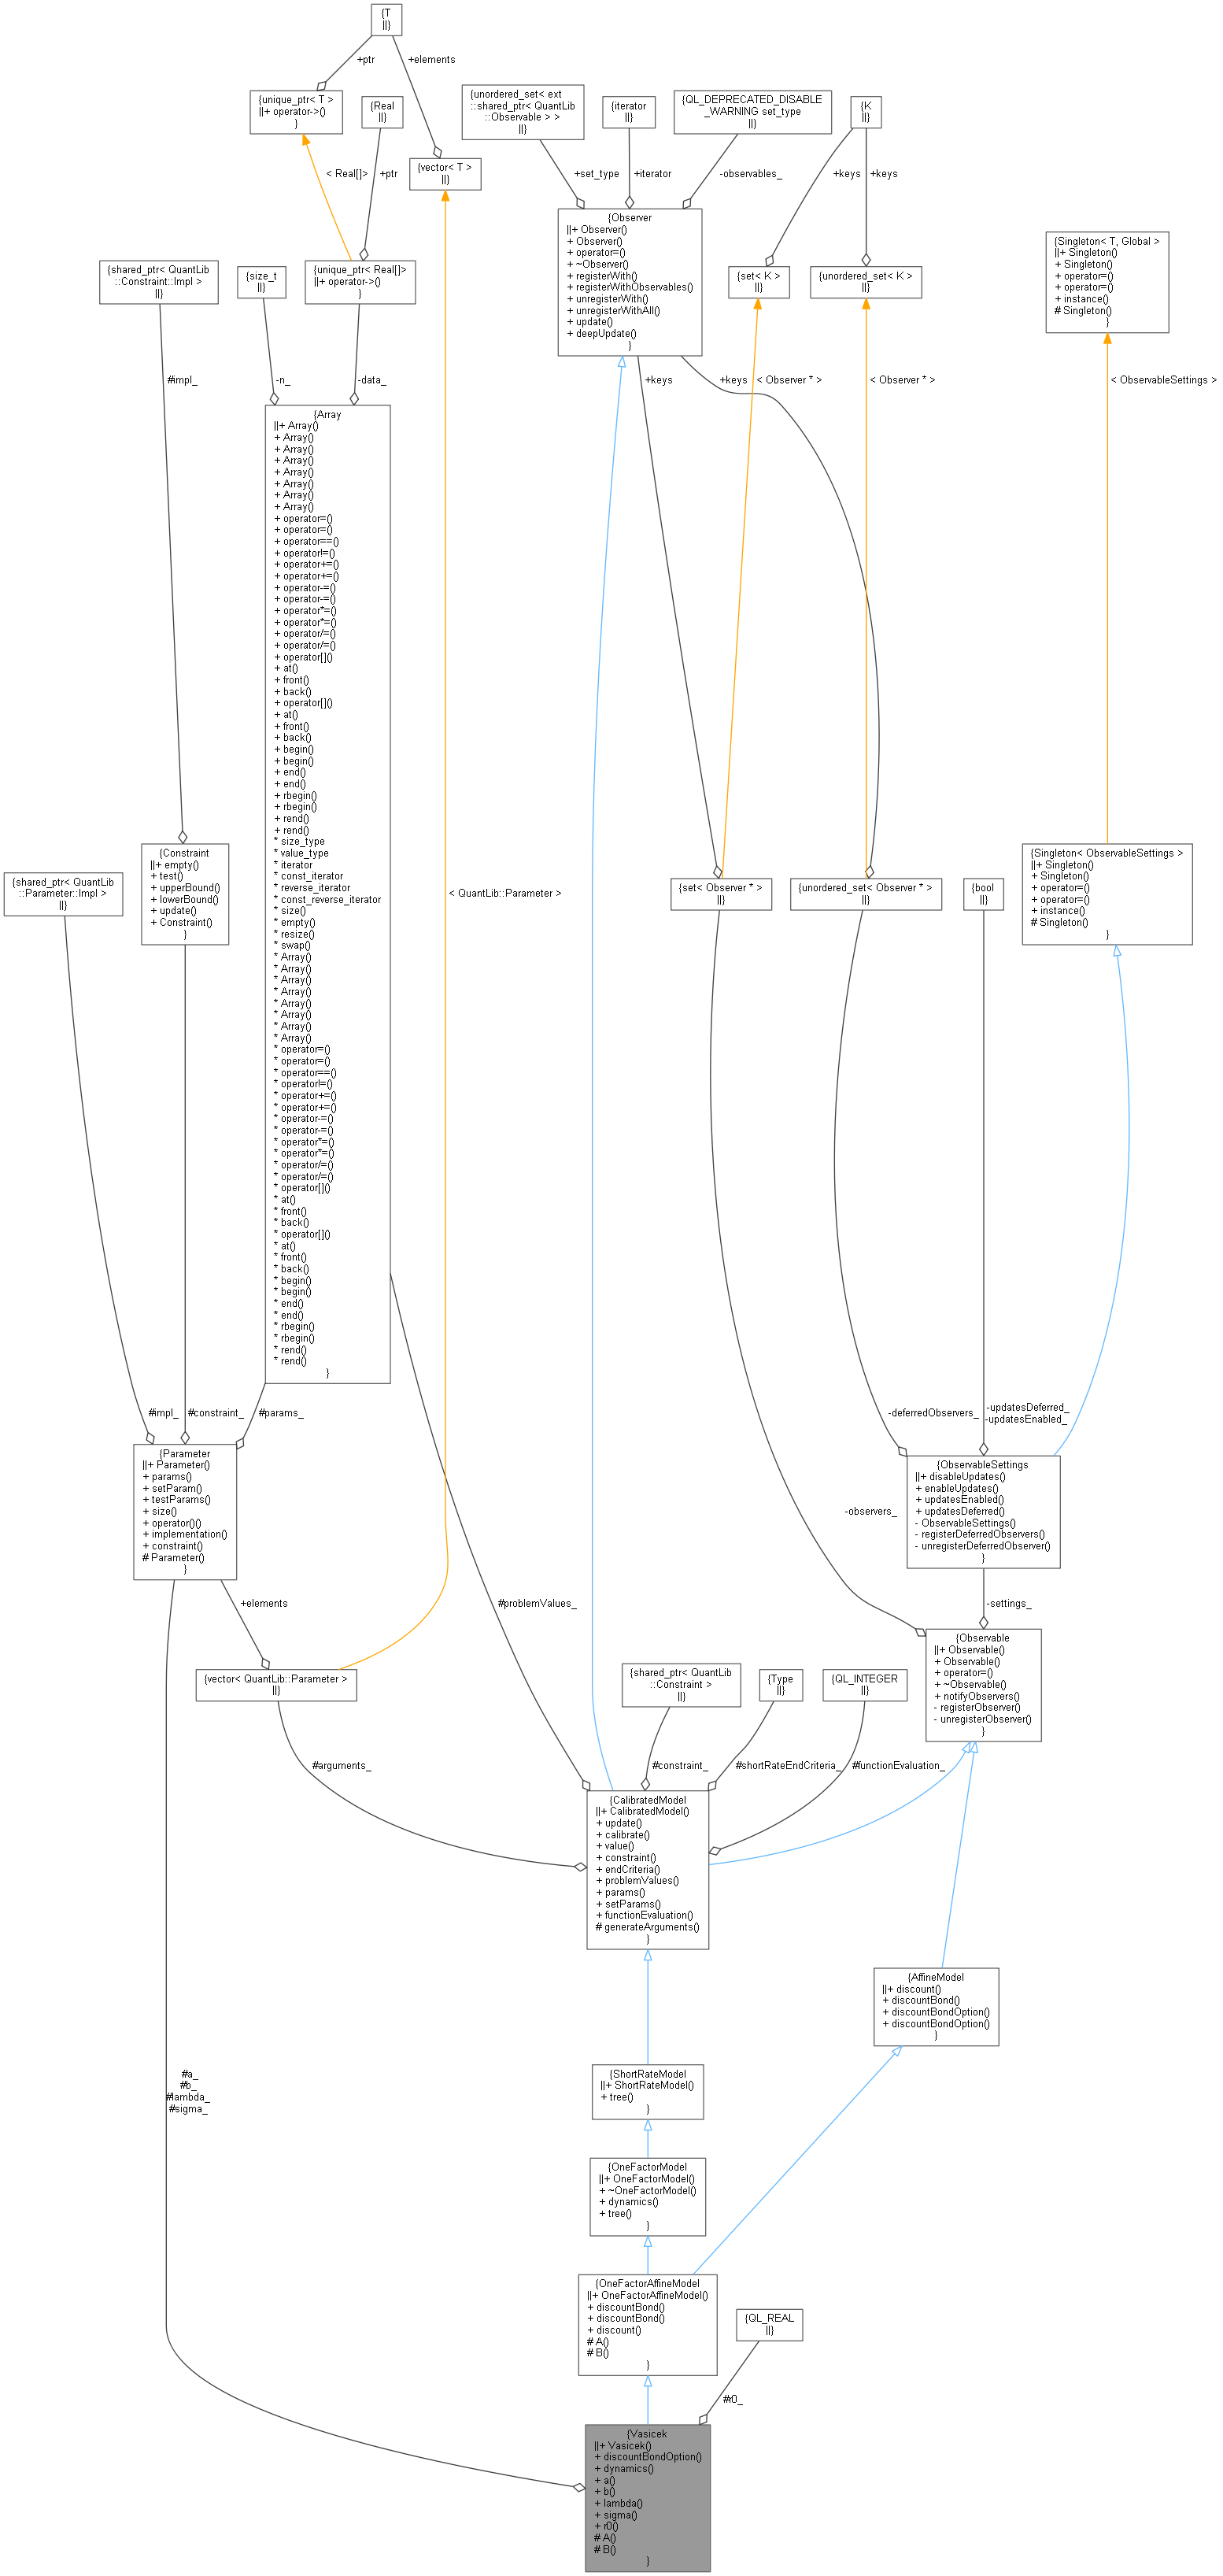 {T
||}
+ptr
+elements
{unique_ptr< T >
||+ operator->()
}
{Real
||}
{unordered_set< ext
::shared_ptr< QuantLib
::Observable > >
||}
{iterator
||}
{QL_DEPRECATED_DISABLE
_WARNING set_type
||}
{K
||}
< Real[]>
+ptr
{vector< T >
||}
+set_type
+iterator
-observables_
+keys
+keys
{shared_ptr< QuantLib
::Constraint::Impl >
||}
{size_t
||}
{unique_ptr< Real[]>
||+ operator->()
}
{Observer
||+ Observer()
+ Observer()
+ operator=()
+ ~Observer()
+ registerWith()
+ registerWithObservables()
+ unregisterWith()
+ unregisterWithAll()
+ update()
+ deepUpdate()
}
{set< K >
||}
{unordered_set< K >
||}
{Singleton< T, Global >
||+ Singleton()
+ Singleton()
+ operator=()
+ operator=()
+ instance()
# Singleton()
}
#impl_
-n_
-data_
+keys
+keys
< Observer * >
< Observer * >
< ObservableSettings >
{Array
||+ Array()
+ Array()
+ Array()
+ Array()
+ Array()
+ Array()
+ Array()
+ Array()
+ operator=()
+ operator=()
+ operator==()
+ operator!=()
+ operator+=()
+ operator+=()
+ operator-=()
+ operator-=()
+ operator*=()
+ operator*=()
+ operator/=()
+ operator/=()
+ operator[]()
+ at()
+ front()
+ back()
+ operator[]()
+ at()
+ front()
+ back()
+ begin()
+ begin()
+ end()
+ end()
+ rbegin()
+ rbegin()
+ rend()
+ rend()
* size_type
* value_type
* iterator
* const_iterator
* reverse_iterator
* const_reverse_iterator
* size()
* empty()
* resize()
* swap()
* Array()
* Array()
* Array()
* Array()
* Array()
* Array()
* Array()
* Array()
* operator=()
* operator=()
* operator==()
* operator!=()
* operator+=()
* operator+=()
* operator-=()
* operator-=()
* operator*=()
* operator*=()
* operator/=()
* operator/=()
* operator[]()
* at()
* front()
* back()
* operator[]()
* at()
* front()
* back()
* begin()
* begin()
* end()
* end()
* rbegin()
* rbegin()
* rend()
* rend()
}
{shared_ptr< QuantLib
::Parameter::Impl >
||}
{Constraint
||+ empty()
+ test()
+ upperBound()
+ lowerBound()
+ update()
+ Constraint()
}
< QuantLib::Parameter >
{set< Observer * >
||}
{unordered_set< Observer * >
||}
{bool
||}
{Singleton< ObservableSettings >
||+ Singleton()
+ Singleton()
+ operator=()
+ operator=()
+ instance()
# Singleton()
}
#impl_
#constraint_
#params_
-deferredObservers_
-updatesDeferred_
-updatesEnabled_
{Parameter
||+ Parameter()
+ params()
+ setParam()
+ testParams()
+ size()
+ operator()()
+ implementation()
+ constraint()
# Parameter()
}
-observers_
{ObservableSettings
||+ disableUpdates()
+ enableUpdates()
+ updatesEnabled()
+ updatesDeferred()
- ObservableSettings()
- registerDeferredObservers()
- unregisterDeferredObserver()
}
+elements
#problemValues_
-settings_
{vector< QuantLib::Parameter >
||}
{shared_ptr< QuantLib
::Constraint >
||}
{Type
||}
{QL_INTEGER
||}
{Observable
||+ Observable()
+ Observable()
+ operator=()
+ ~Observable()
+ notifyObservers()
- registerObserver()
- unregisterObserver()
}
#arguments_
#constraint_
#shortRateEndCriteria_
#functionEvaluation_
{CalibratedModel
||+ CalibratedModel()
+ update()
+ calibrate()
+ value()
+ constraint()
+ endCriteria()
+ problemValues()
+ params()
+ setParams()
+ functionEvaluation()
# generateArguments()
}
{AffineModel
||+ discount()
+ discountBond()
+ discountBondOption()
+ discountBondOption()
}
#a_
#b_
#lambda_
#sigma_
{ShortRateModel
||+ ShortRateModel()
+ tree()
}
{OneFactorModel
||+ OneFactorModel()
+ ~OneFactorModel()
+ dynamics()
+ tree()
}
{OneFactorAffineModel
||+ OneFactorAffineModel()
+ discountBond()
+ discountBond()
+ discount()
# A()
# B()
}
{QL_REAL
||}
#r0_
{Vasicek
||+ Vasicek()
+ discountBondOption()
+ dynamics()
+ a()
+ b()
+ lambda()
+ sigma()
+ r0()
# A()
# B()
}